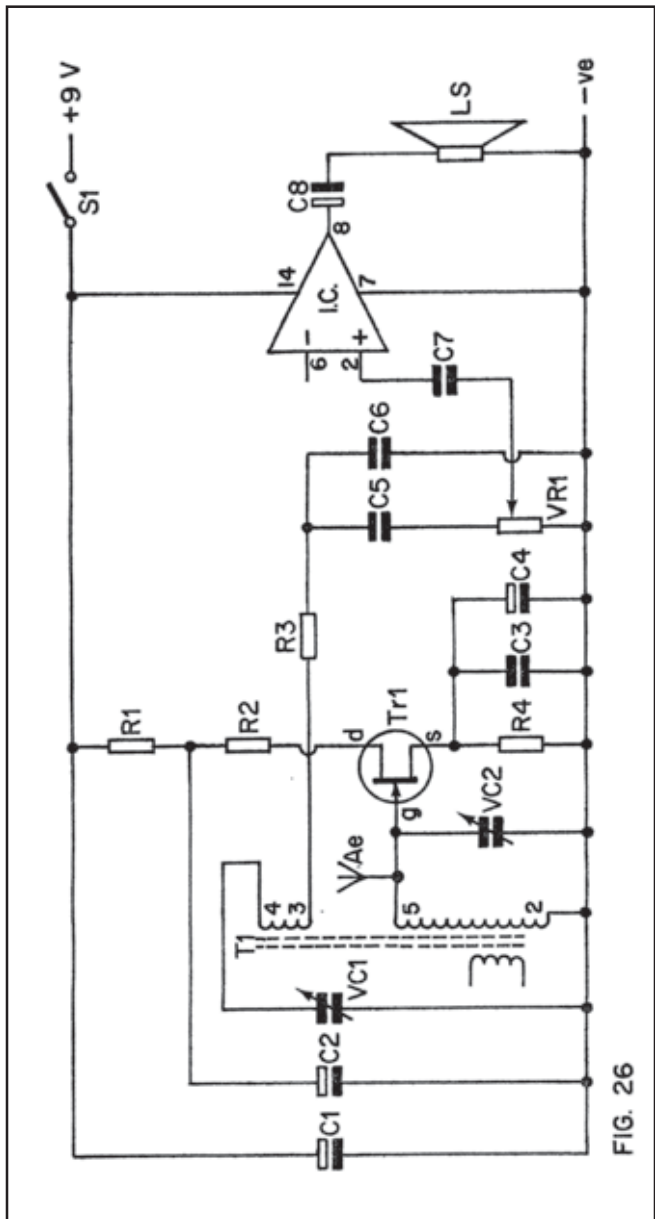 S1
+9 V
R1
14
T1
4
3
R2
R3
6
−
I.C.
8
C8
2
+
7
d
Tr1
g
s
Ae
C5
C6
C7
LS
C1
C2
VC1
5
2
VC2
R4
C3
C4
VR1
−ve
FIG. 26